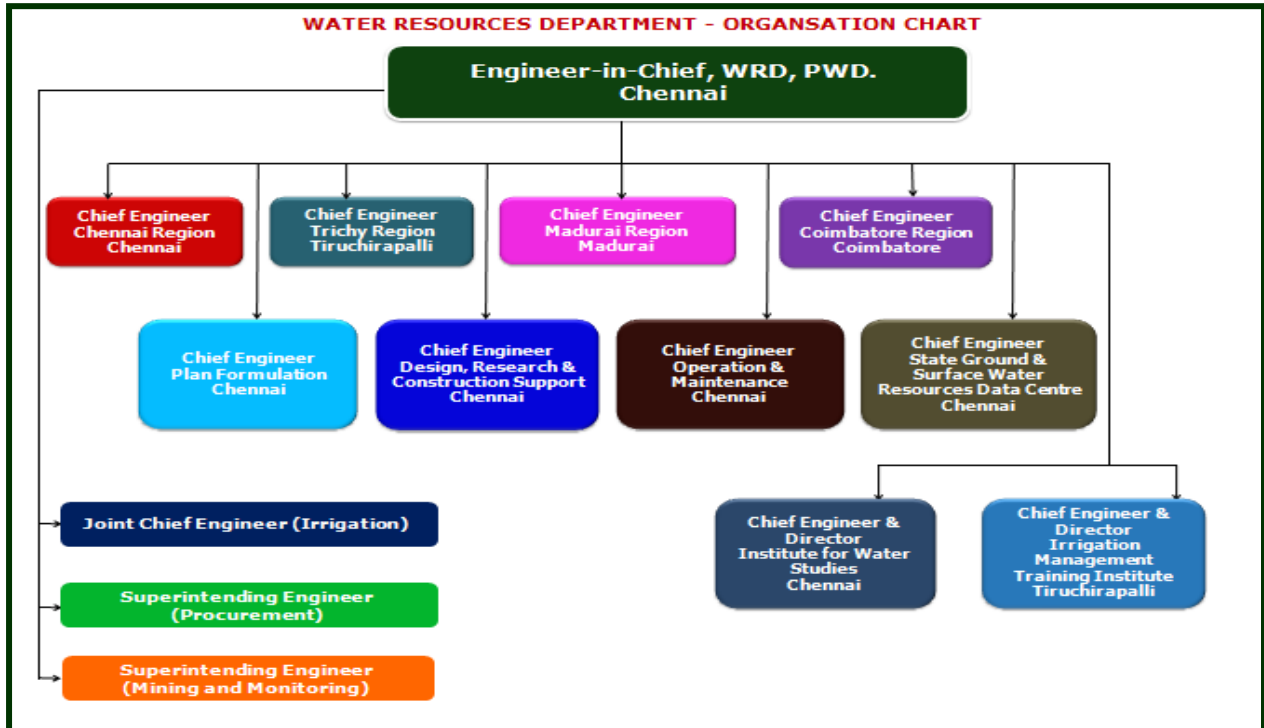 WATER RESOURCES DEPARTMENT - ORGANSATION CHART
Engineer-in-Chief, WRD, PWD.
Chennai
Chief Engineer
Chennai Region
Chennai
Chief Engineer
Trichy Region
Tiruchirapalli
Chief Engineer
Madurai Region
Madurai
Chief Engineer
Coimbatore Region
Coimbatore
Chief Engineer
Plan Formulation
Chennai
Chief Engineer
Design, Research &
Construction Support
Chennai
Chief Engineer
Operation &
Maintenance
Chennai
Chief Engineer
State Ground &
Surface Water
Resources Data Centre
Chennai
Joint Chief Engineer (Irrigation)
Superintending Engineer
(Procurement)
Superintending Engineer
(Mining and Monitoring)
Chief Engineer &
Director
Institute for Water
Studies
Chennai
Chief Engineer &
Director
Irrigation
Management
Training Institute
Tiruchirapalli